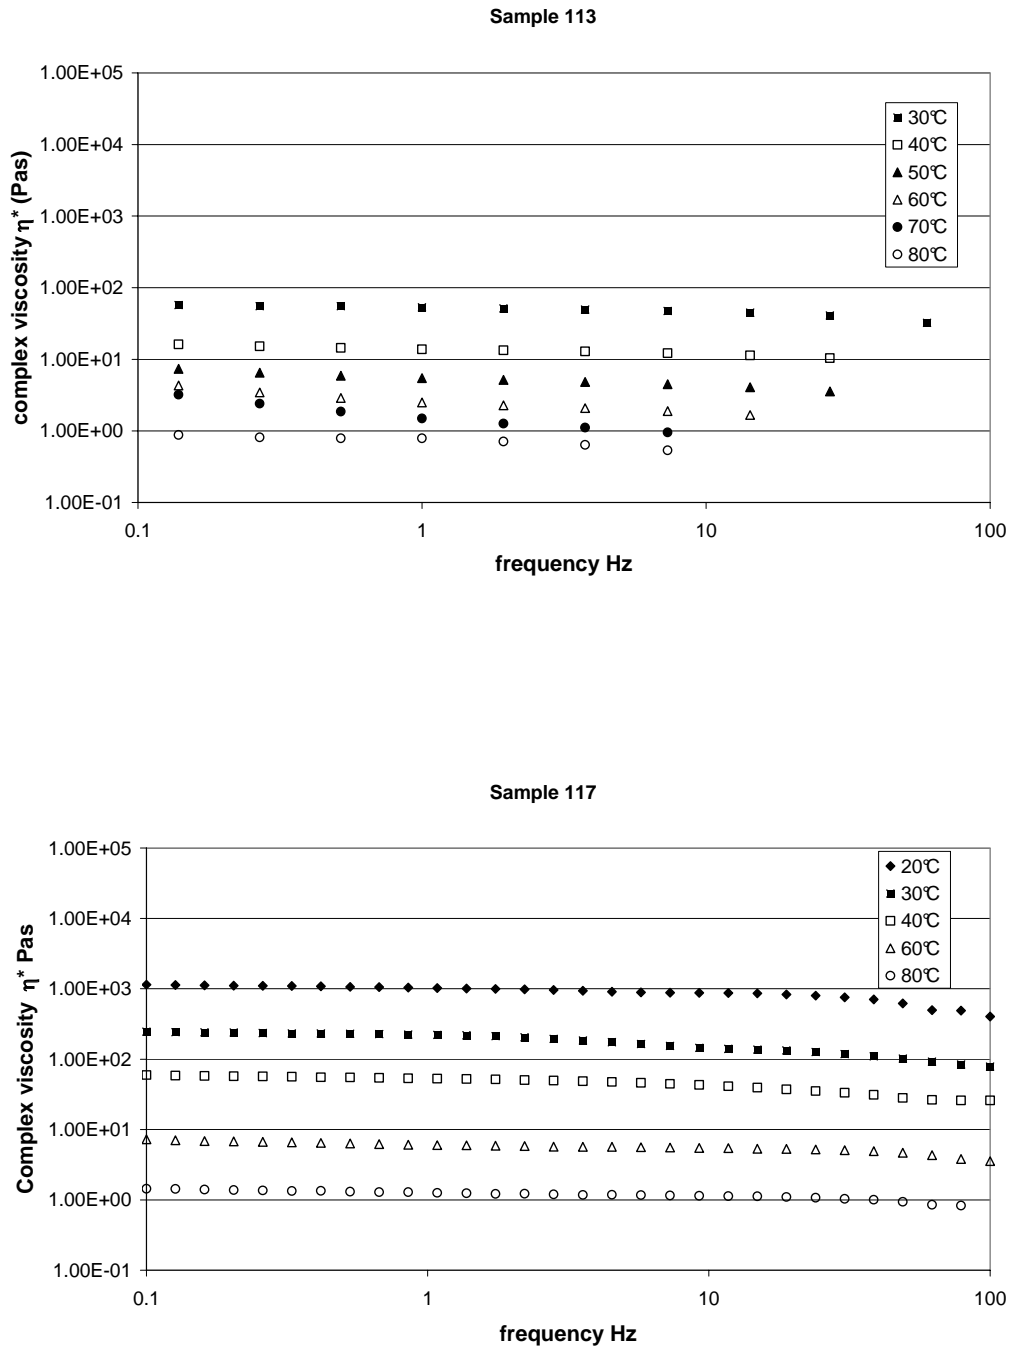 Sample 113
1.00E+05
1.00E+04
1.00E+03
1.00E+02
1.00E+01
1.00E+00
1.00E-01
complex viscosity η* (Pas)
30°C
40°C
50°C
60°C
70°C
80°C
0.1 1 10 100
frequency Hz
Sample 117
1.00E+05
1.00E+04
1.00E+03
1.00E+02
1.00E+01
1.00E+00
1.00E-01
Complex viscosity η* Pas
20°C
30°C
40°C
60°C
80°C
0.1 1 10 100
frequency Hz